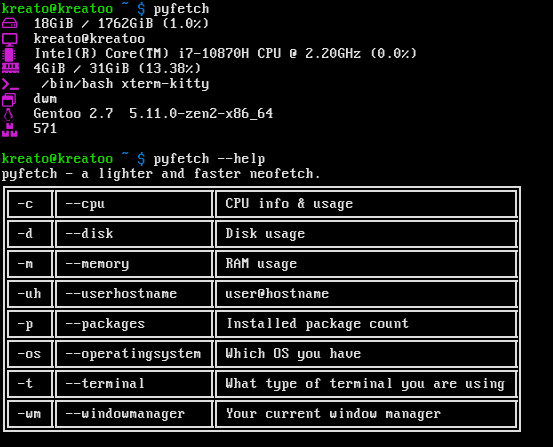 kreato@kreatoo ~ $ pyfetch
18GiB / 1762GiB (1.0%)
kreato@kreatoo
Intel(R) Core(TM) i7-10870H CPU @ 2.20GHz (0.0%)
4GiB / 31GiB (13.38%)
/bin/bash xterm-kitty
dwm
Gentoo 2.7  5.11.0-zen2-x86_64
571
kreato@kreatoo ~ $ pyfetch --help
pyfetch - a lighter and faster neofetch.
-c --cpu CPU info & usage
-d --disk Disk usage
-m --memory RAM usage
-uh --userhostname user@hostname
-p --packages Installed package count
-os --operatingsystem Which OS you have
-t --terminal What type of terminal you are using
-wm --windowmanager Your current window manager